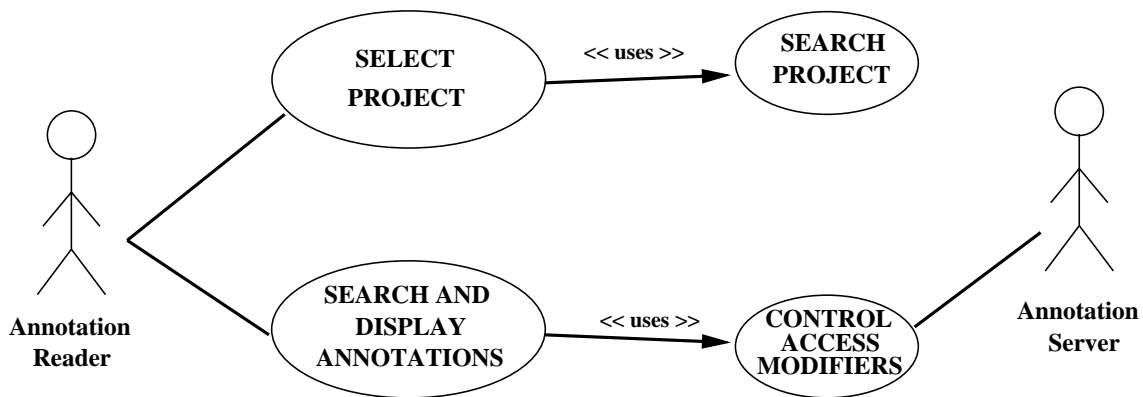 SELECT
PROJECT
<< uses >>
SEARCH
PROJECT
Annotation
Reader
SEARCH AND
DISPLAY
ANNOTATIONS
<< uses >>
CONTROL
ACCESS
MODIFIERS
Annotation
Server